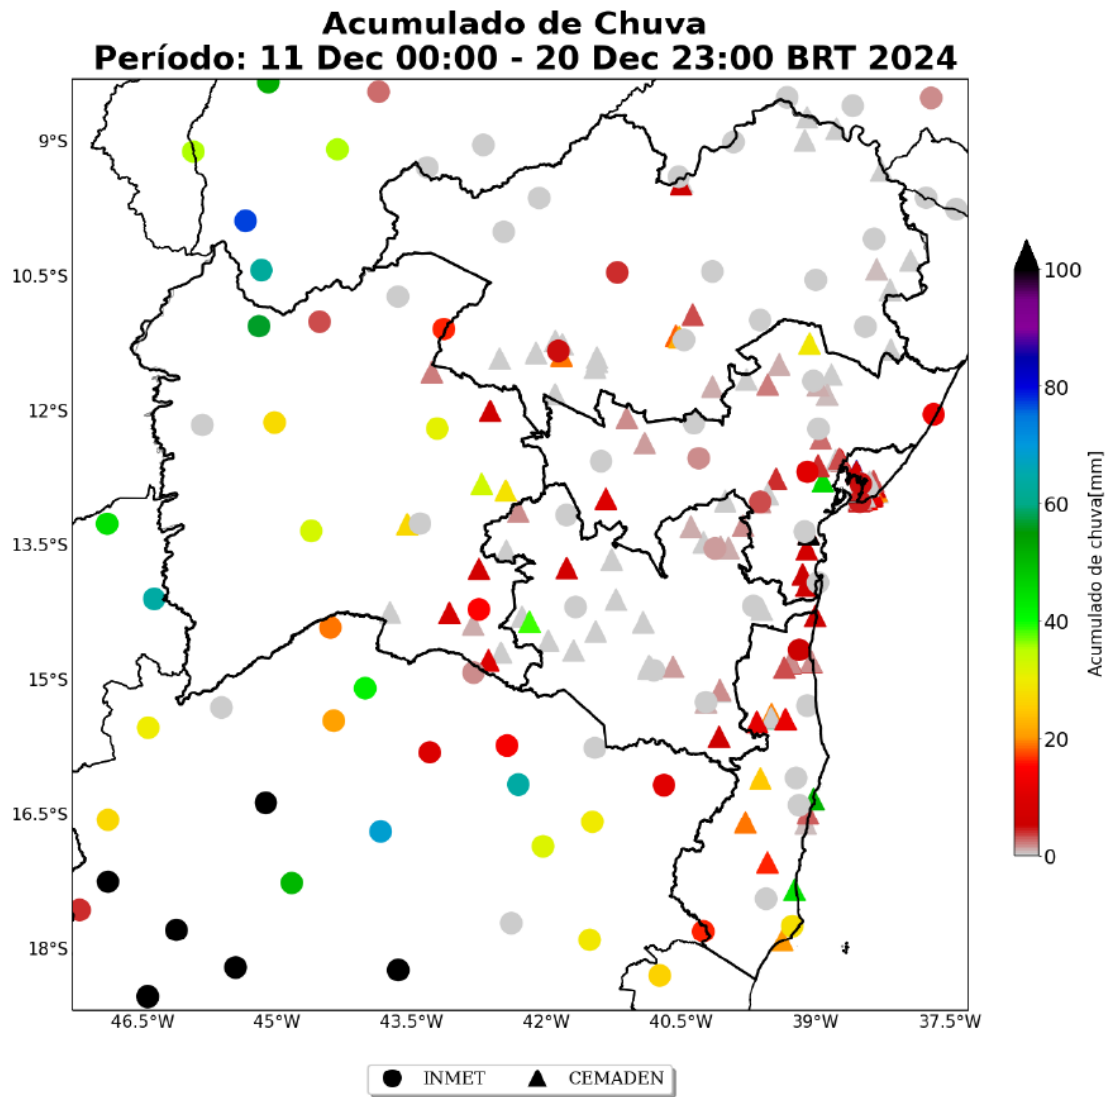 Acumulado de Chuva
Período: 11 Dec 00:00 - 20 Dec 23:00 BRT 2024
9°S
10.5°S
12°S
13.5°S
15°S
16.5°S
18°S
46.5°W
45°W
43.5°W
42°W
40.5°W
39°W
37.5°W
100
80
60
40
20
0
Acumulado de chuva[mm]
INMET
CEMADEN